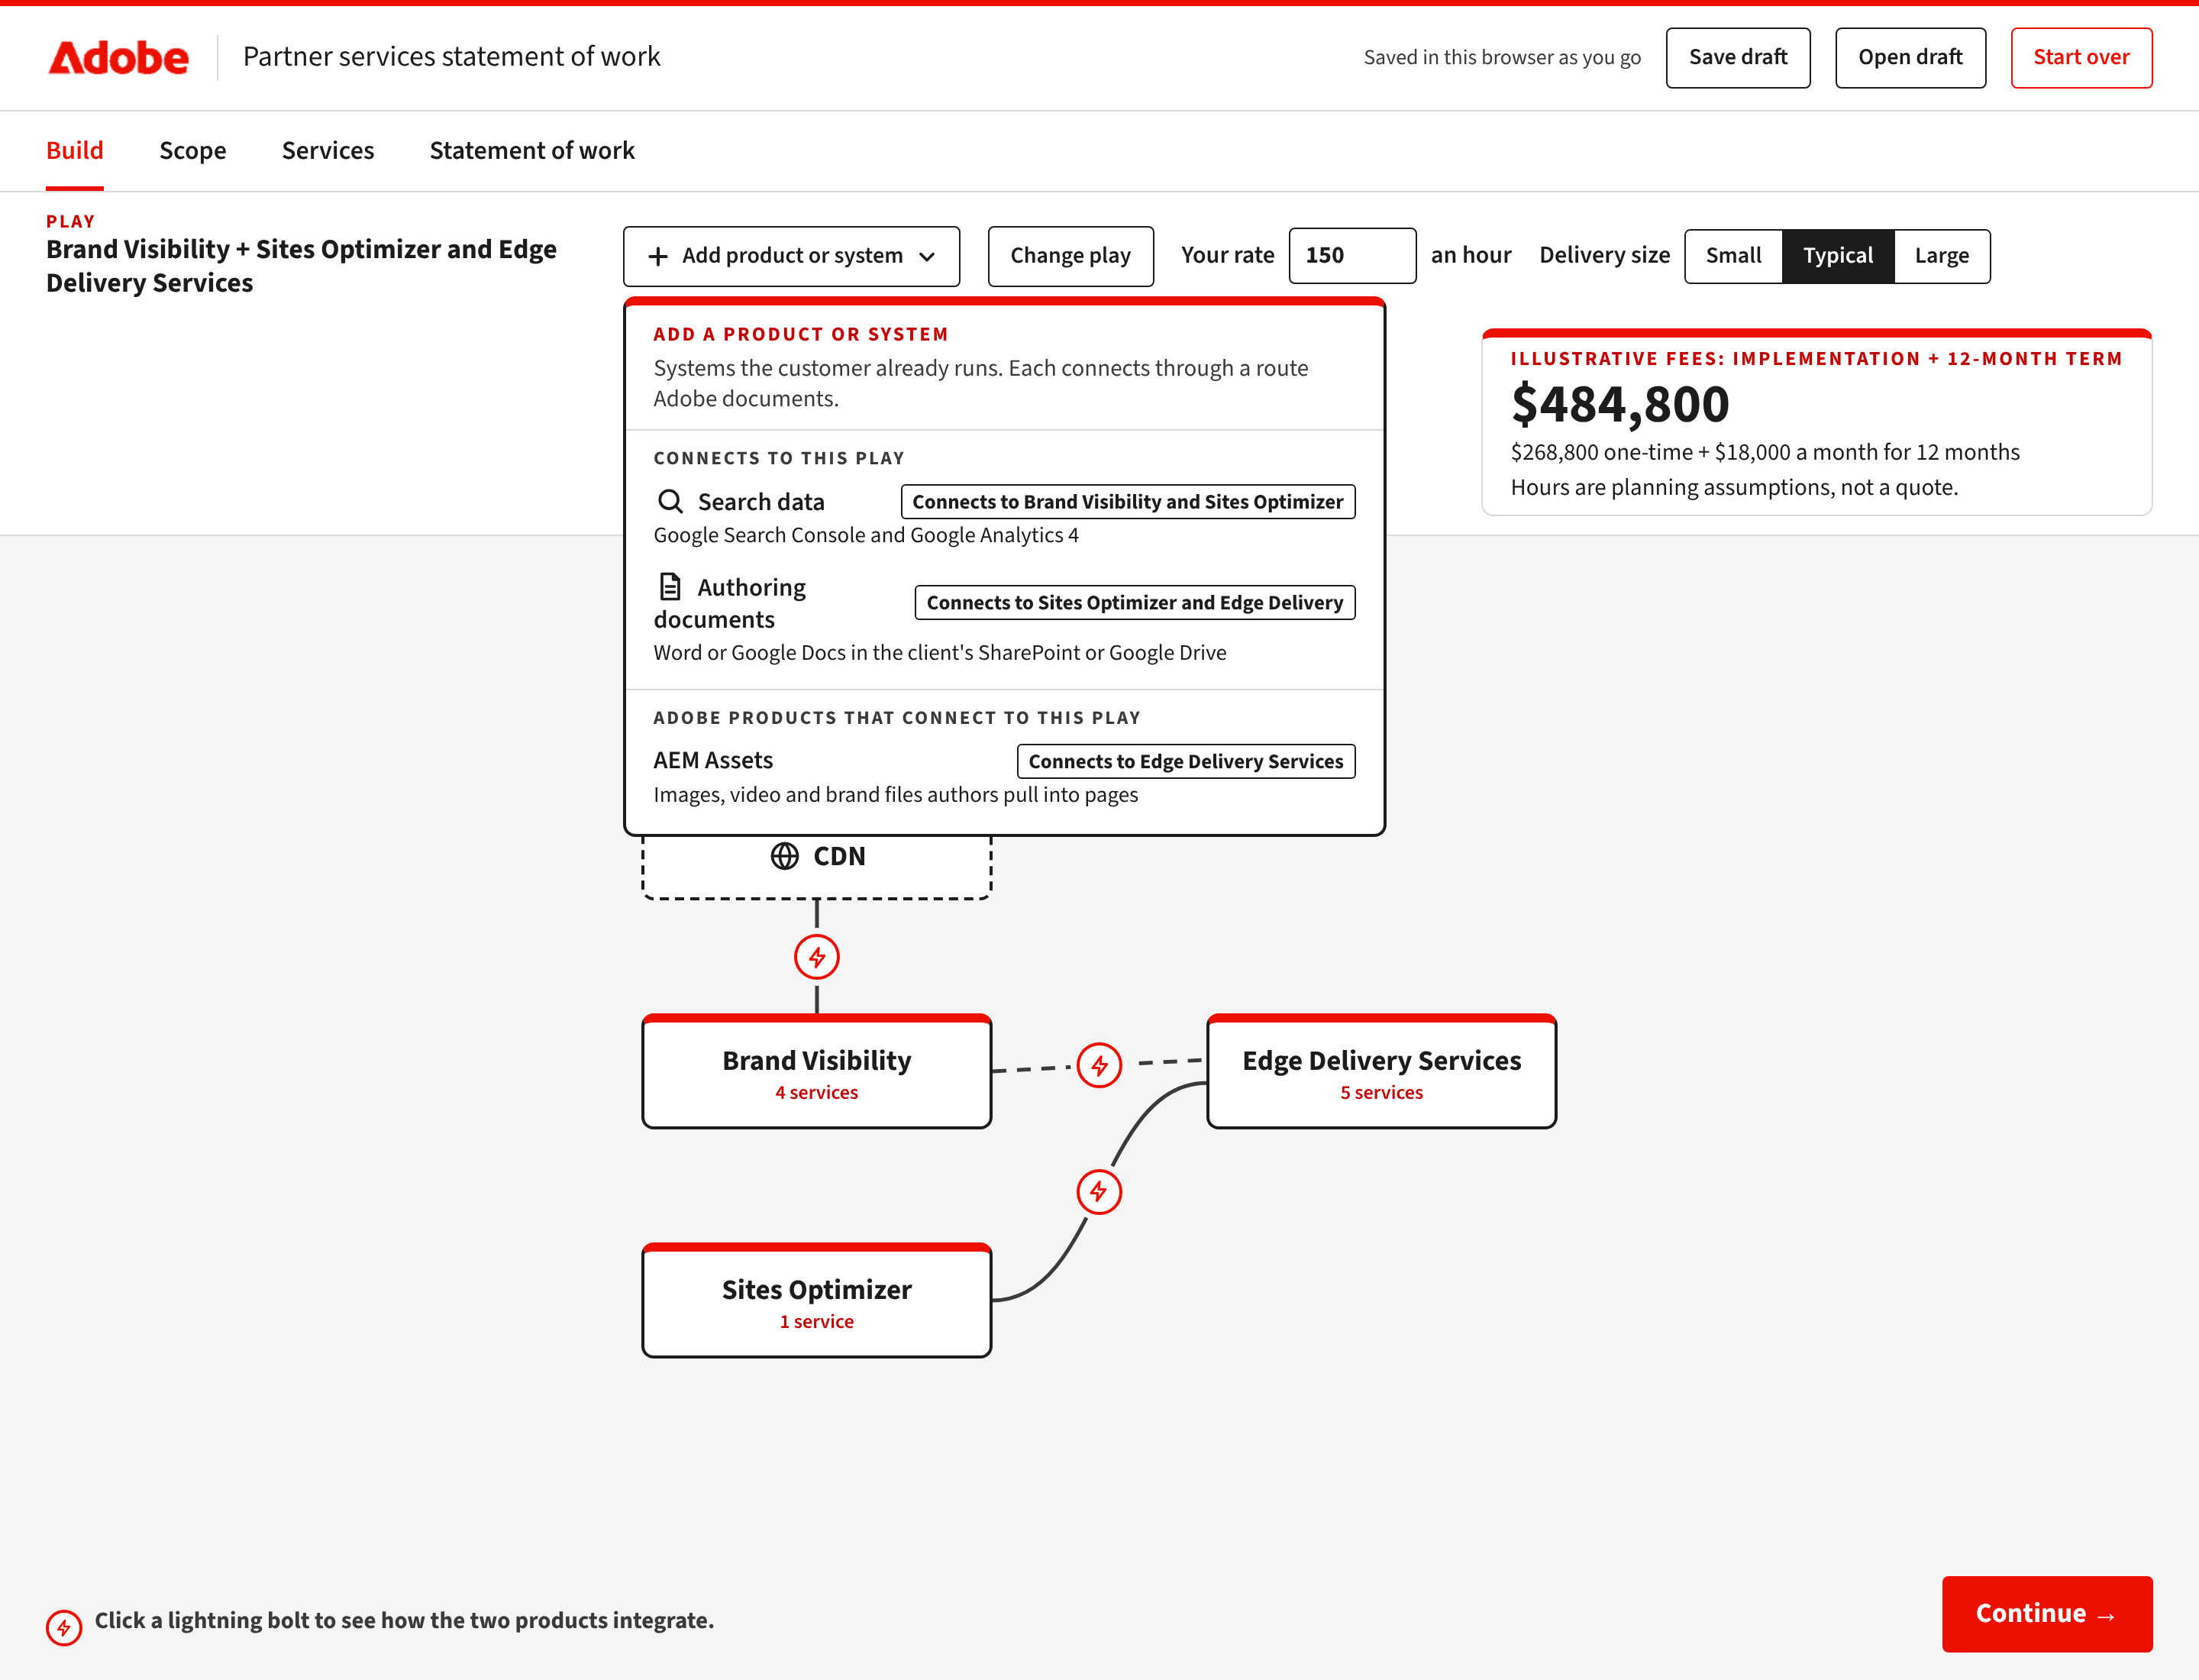 Adobe
Partner services statement of work
Saved in this browser as you go
Save draft
Open draft
Start over
Build
Scope
Services
Statement of work
PLAY
Brand Visibility + Sites Optimizer and Edge
Delivery Services
Add product or system
Change play
Your rate
150
an hour
Delivery size
Small
Typical
Large
ADD A PRODUCT OR SYSTEM
Systems the customer already runs. Each connects through a route
Adobe documents.
CONNECTS TO THIS PLAY
Search data
Connects to Brand Visibility and Sites Optimizer
Google Search Console and Google Analytics 4
Authoring
documents
Connects to Sites Optimizer and Edge Delivery
Word or Google Docs in the client's SharePoint or Google Drive
ADOBE PRODUCTS THAT CONNECT TO THIS PLAY
AEM Assets
Connects to Edge Delivery Services
Images, video and brand files authors pull into pages
ILLUSTRATIVE FEES: IMPLEMENTATION + 12-MONTH TERM
$484,800
$268,800 one-time + $18,000 a month for 12 months
Hours are planning assumptions, not a quote.
CDN
Brand Visibility
4 services
Edge Delivery Services
5 services
Sites Optimizer
1 service
Click a lightning bolt to see how the two products integrate.
Continue →